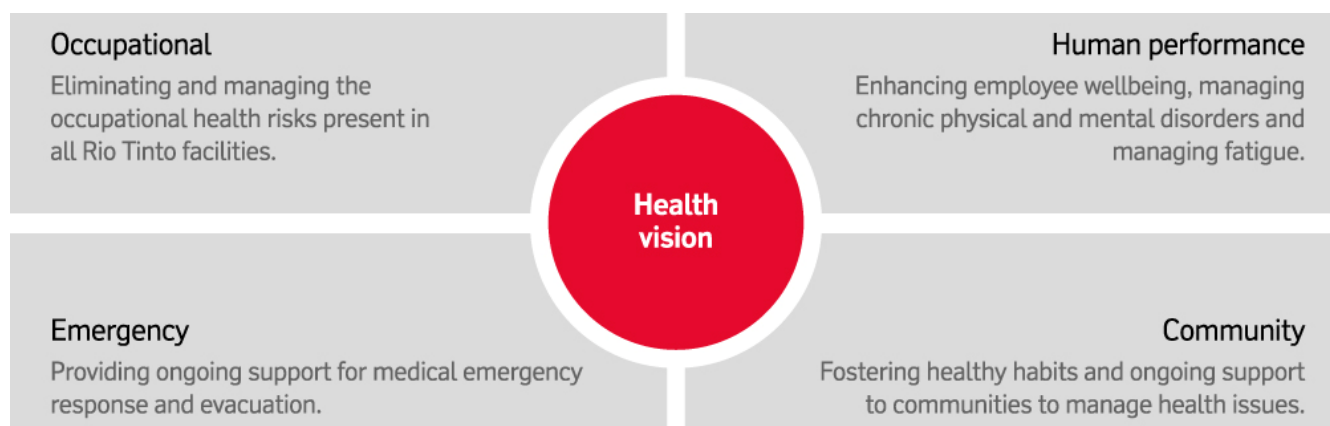 Occupational
Eliminating and managing the
occupational health risks present in
all Rio Tinto facilities.
Human performance
Enhancing employee wellbeing, managing
chronic physical and mental disorders and
managing fatigue.
Health
vision
Emergency
Providing ongoing support for medical emergency
response and evacuation.
Community
Fostering healthy habits and ongoing support
to communities to manage health issues.